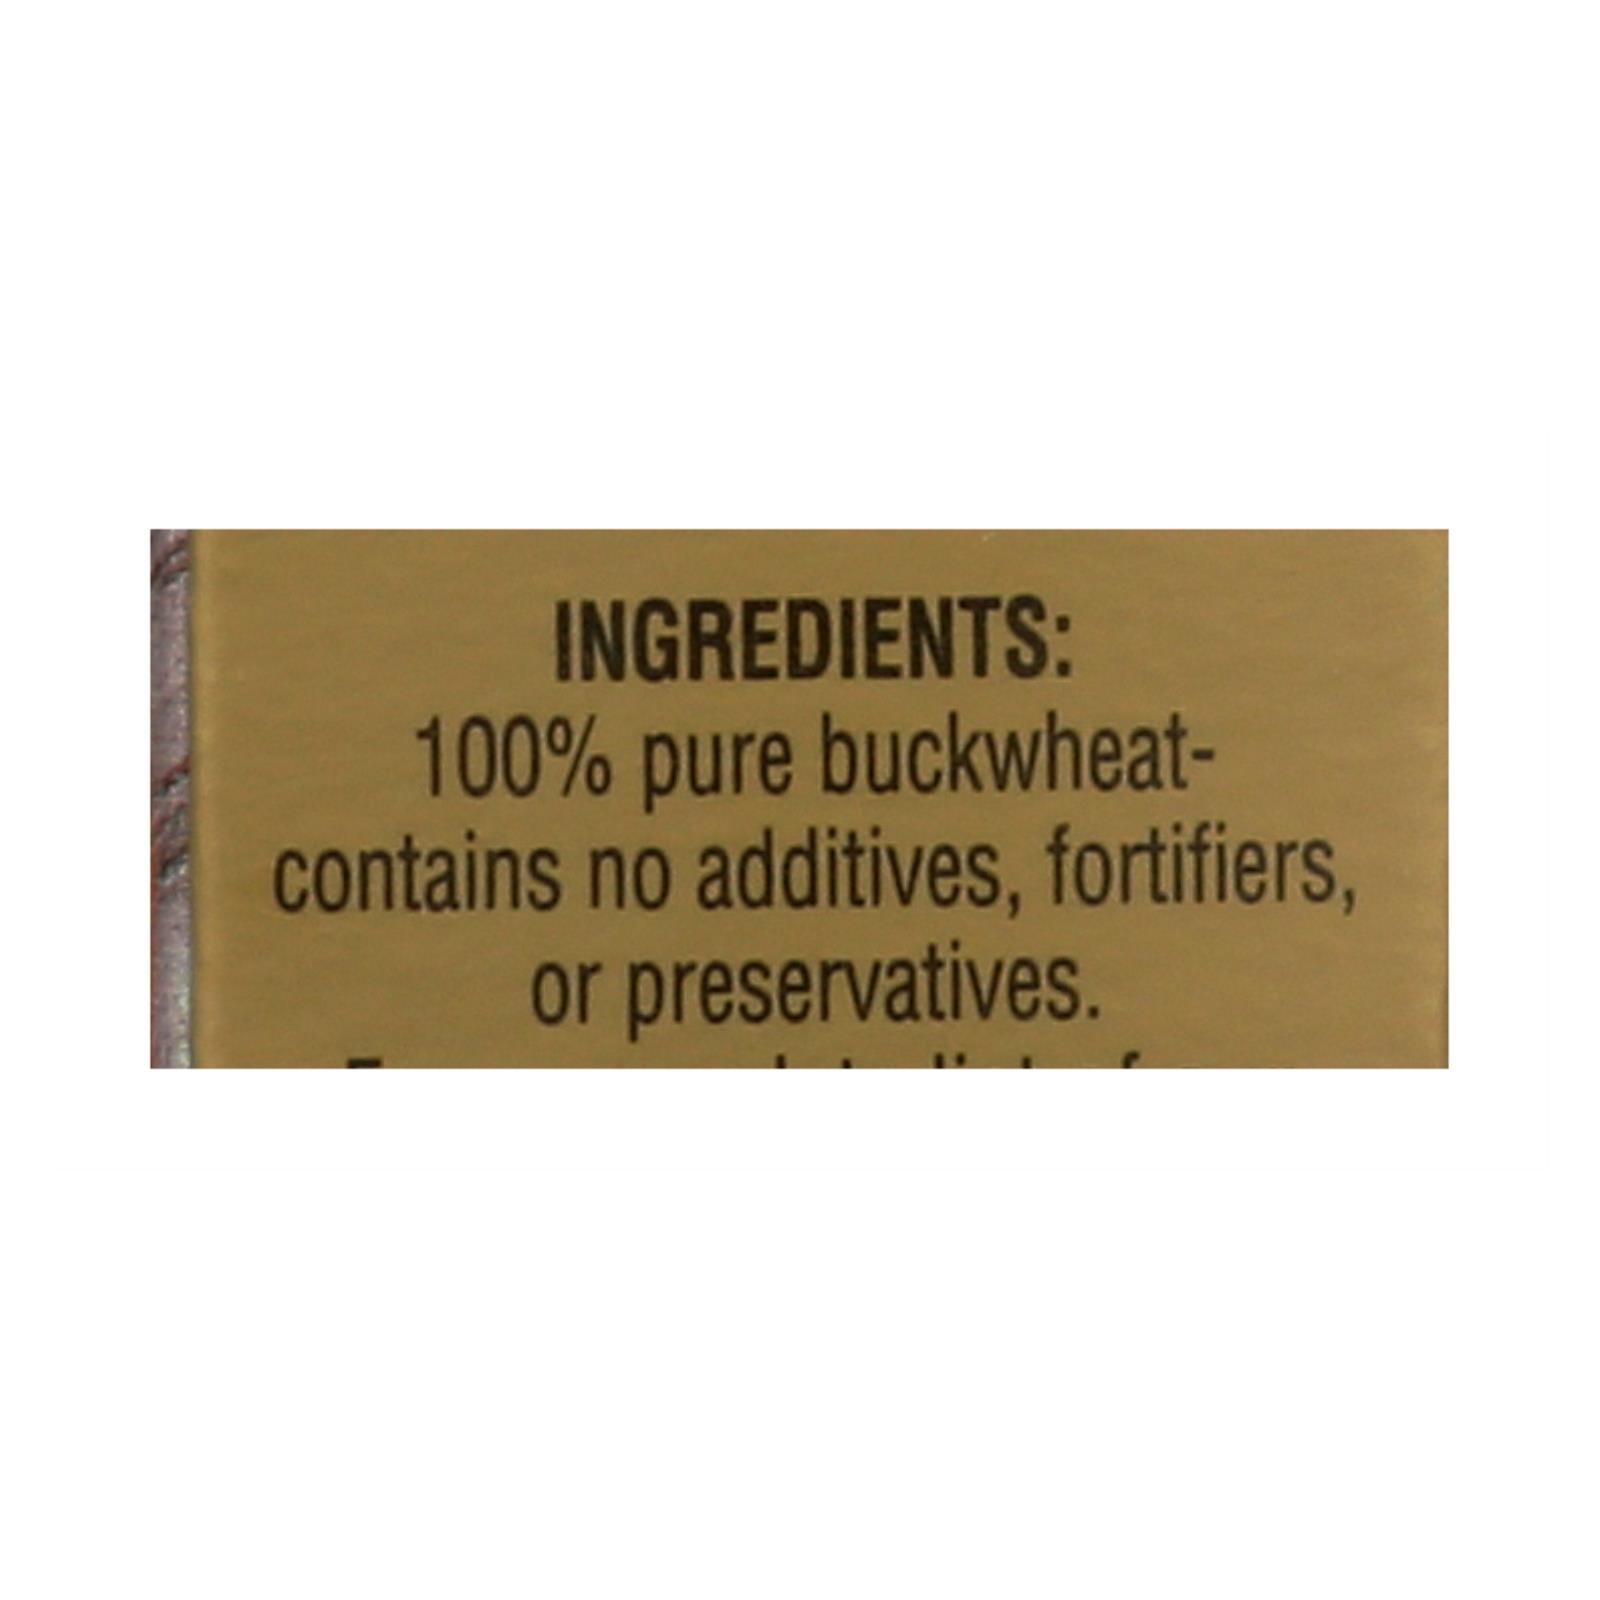 INGREDIENTS:
100% pure buckwheat-
contains no additives, fortifiers,
or preservatives.